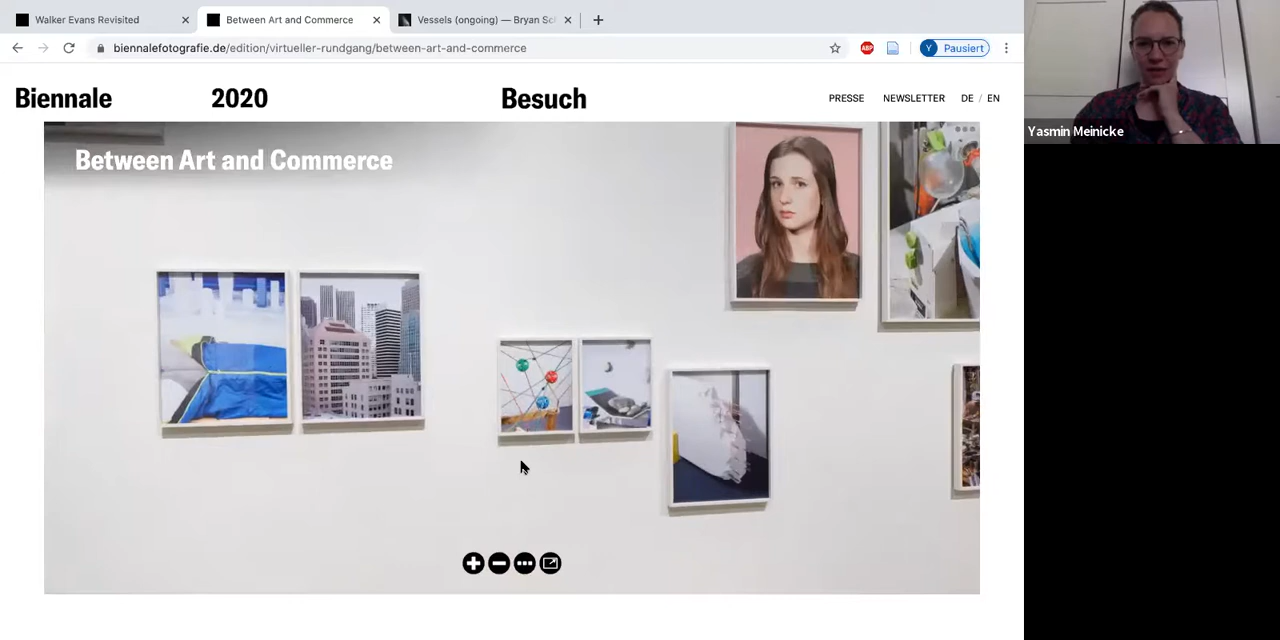 Walker Evans Revisited
Between Art and Commerce
Vessels (ongoing) — Bryan Sc
biennalefotografie.de/edition/virtueller-rundgang/between-art-and-commerce
ABP
Y Pausiert
Biennale 2020 Besuch PRESSE NEWSLETTER DE / EN
Between Art and Commerce
Yasmin Meinicke